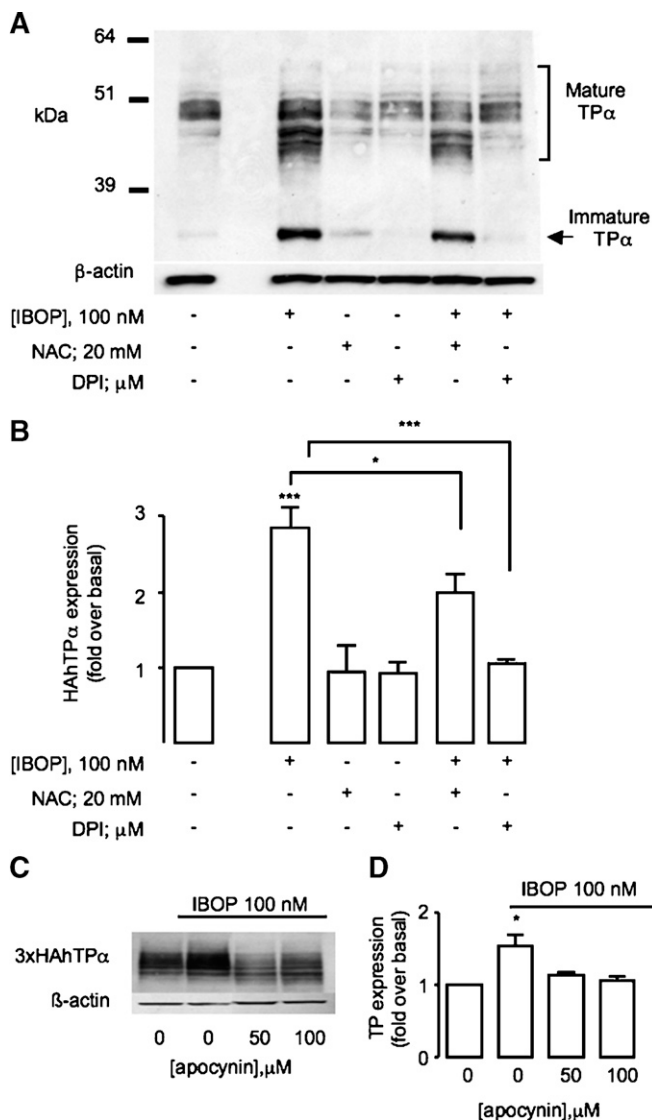 A
64
51
kDa
39
Mature
TPα
Immature
TPα
β-actin
[IBOP], 100 nM - + - - + +
NAC; 20 mM - - + - + -
DPI; μM - - - + - +
B
***
*
***
3
2
1
HAhTPα expression
(fold over basal)
[IBOP], 100 nM - + - - + +
NAC; 20 mM - - + - + -
DPI; μM - - - + - +
C
IBOP 100 nM
3xHAhTPα
ß-actin
0 0 50 100
[apocynin],μM
D
IBOP 100 nM
2
1
0
*
TP expression
(fold over basal)
0 0 50 100
[apocynin], μM